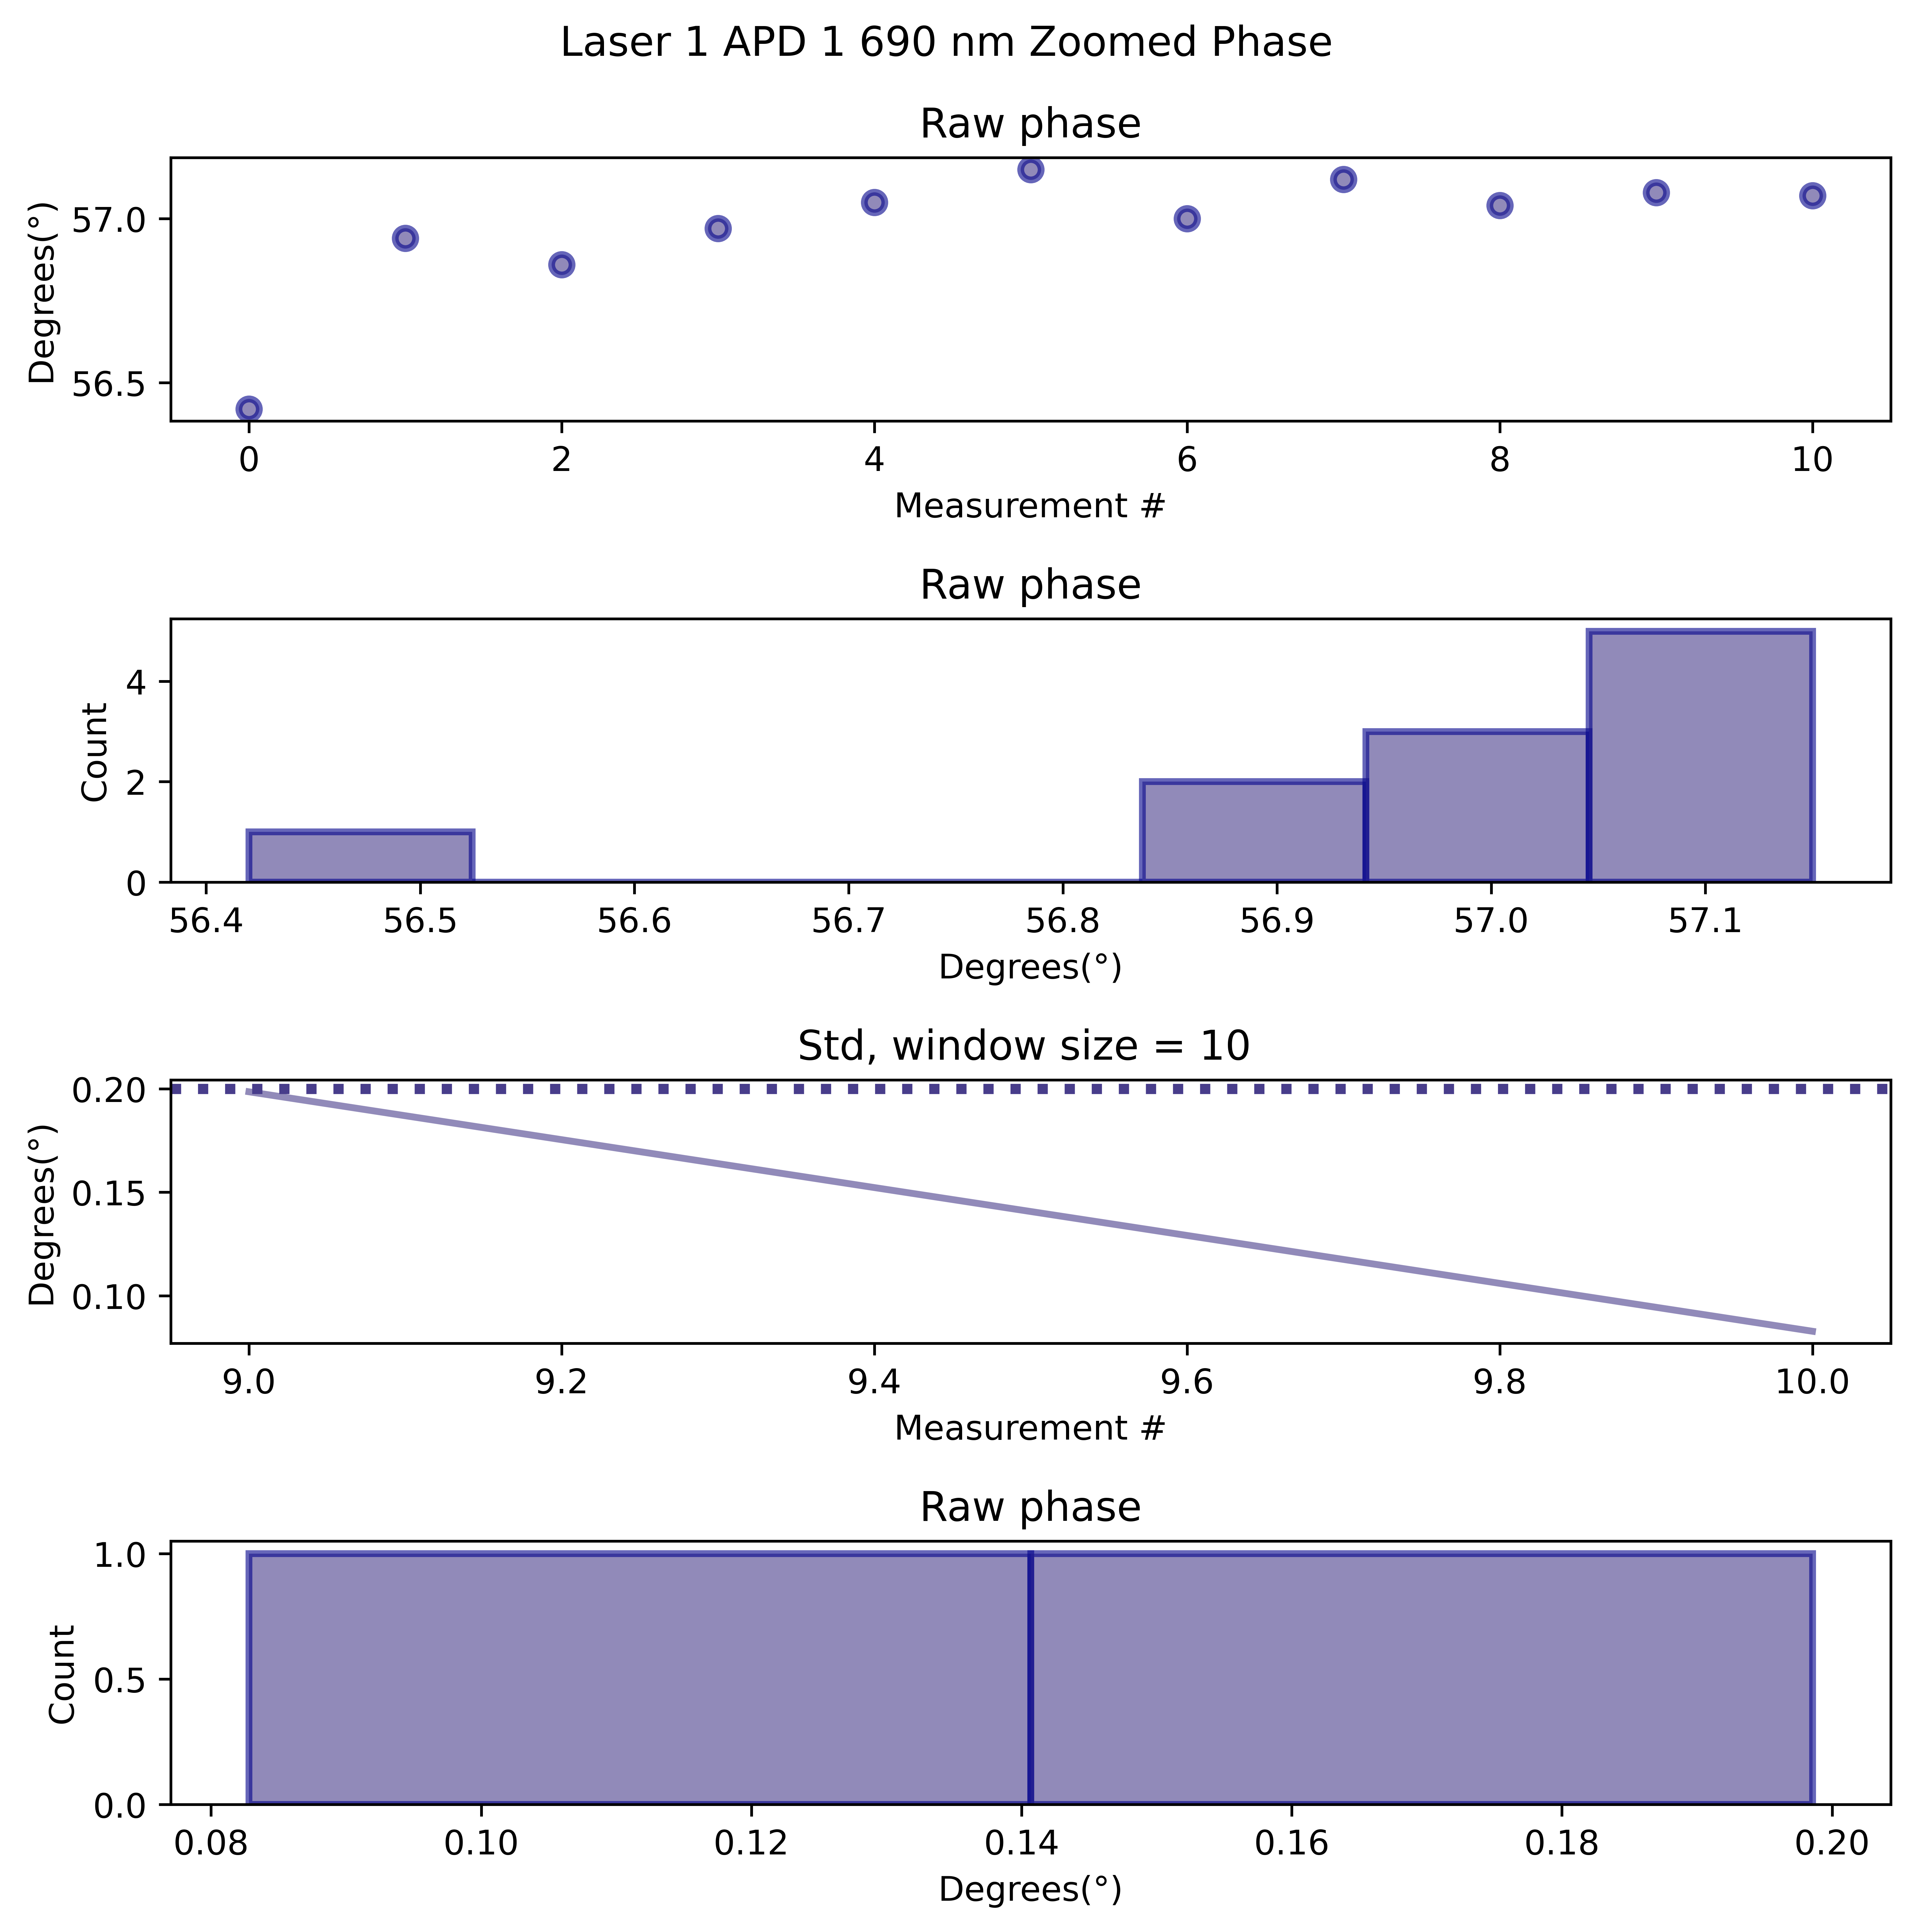 Laser 1 APD 1 690 nm Zoomed Phase
Raw phase
Degrees(°)
57.0
56.5
0 2 4 6 8 10
Measurement #
Raw phase
Count
4
2
0
56.4 56.5 56.6 56.7 56.8 56.9 57.0 57.1
Degrees(°)
Std, window size = 10
Degrees(°)
0.20
0.15
0.10
9.0 9.2 9.4 9.6 9.8 10.0
Measurement #
Raw phase
Count
1.0
0.5
0.0
0.08 0.10 0.12 0.14 0.16 0.18 0.20
Degrees(°)